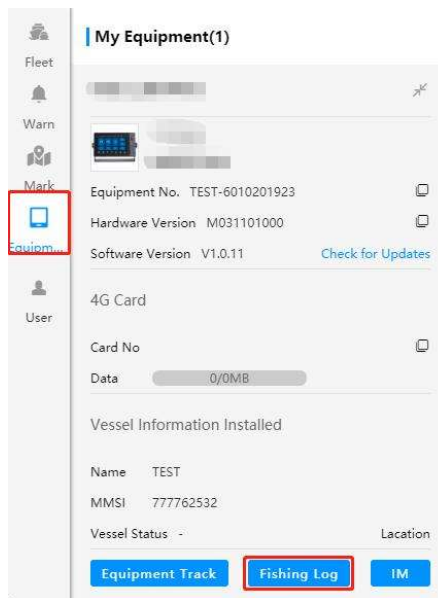 My Equipment(1)
Fleet
Warn
Mark
Equipm...
User
Equipment No. TEST-6010201923
Hardware Version M031101000
Software Version V1.0.11 Check for Updates
4G Card
Card No
Data 0/0MB
Vessel Information Installed
Name TEST
MMSI 777762532
Vessel Status - Lacation
Equipment Track Fishing Log IM